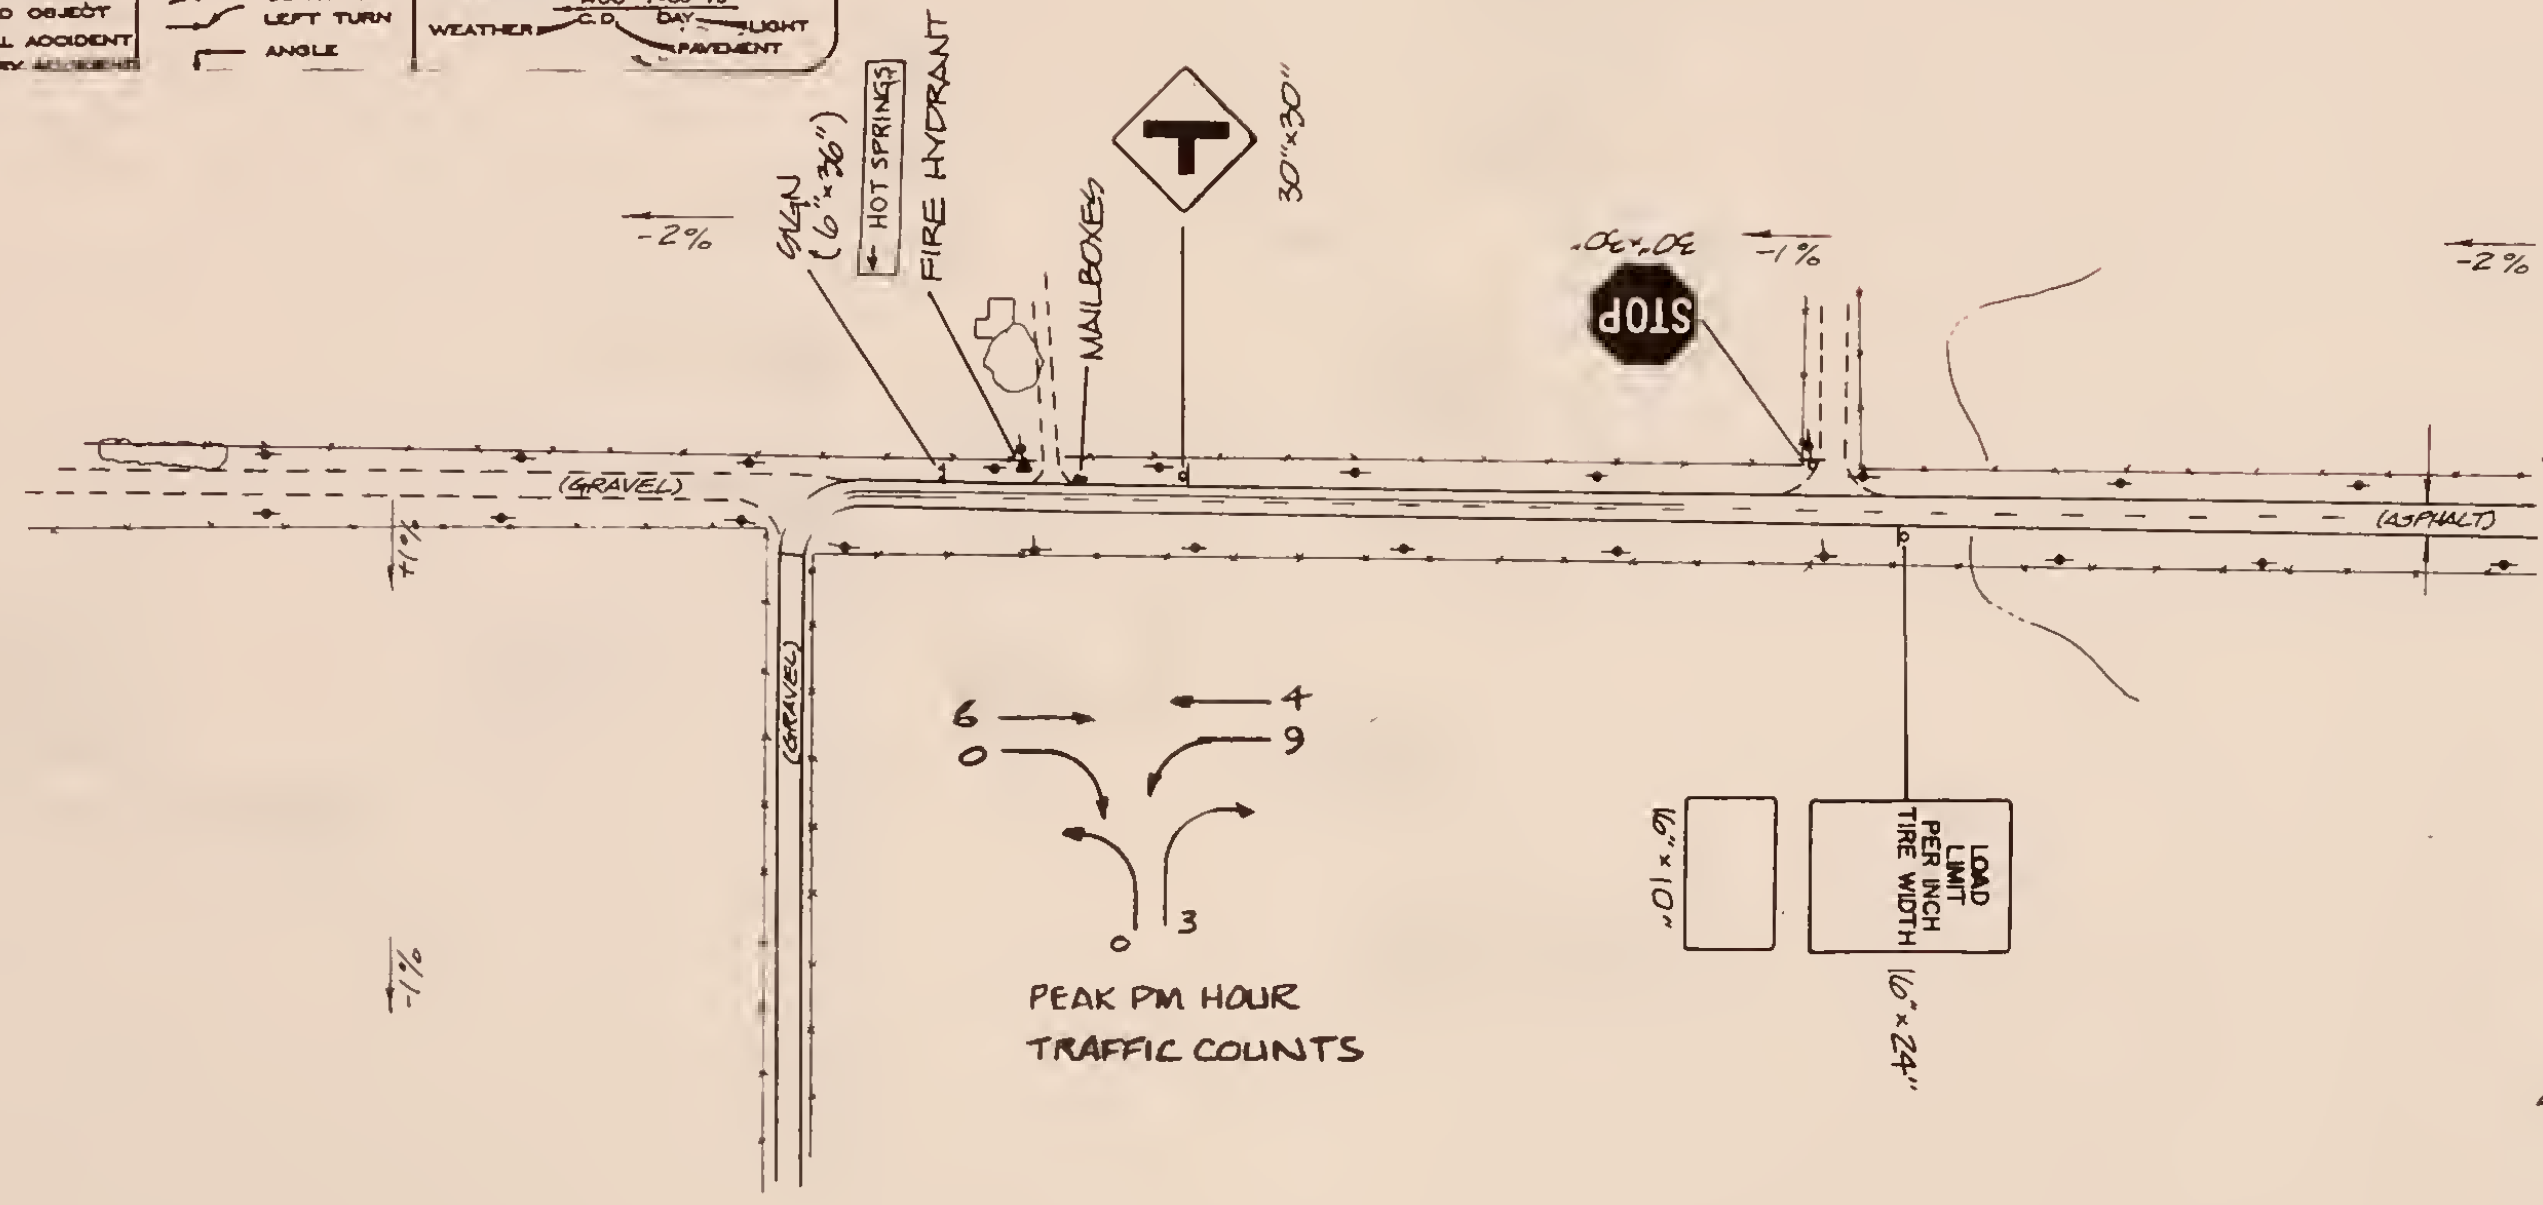 D OBJECT
L ACCIDENT
LEFT TURN
ANGLE
WEATHER
C.D.
DAY
LIGHT
PAVEMENT
SIGN
(6"x36")
← HOT SPRINGS
FIRE HYDRANT
MAILBOXES
T
30"x30"
-2%
30"x30"
STOP
-1%
-2%
(GRAVEL)
(ASPHALT)
+1%
(GRAVEL)
6
0
4
9
0
3
PEAK PM HOUR
TRAFFIC COUNTS
-1%
16"x10"
LOAD
LIMIT
PER INCH
TIRE WIDTH
16"x24"